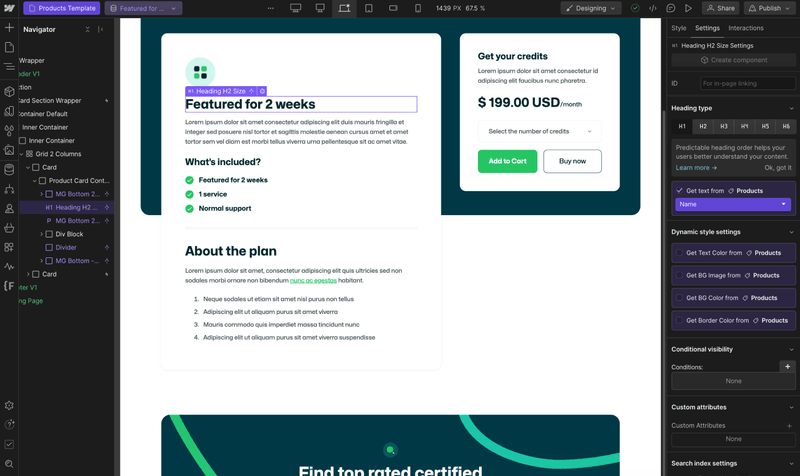 Products Template
Featured for ...
1439 PX 67.5 %
Designing
Share
Publish
Navigator
Wrapper
ader V1
ction
Card Section Wrapper
Container Default
Inner Container
Inner Container
Grid 2 Columns
Card
Product Card Cont...
MG Bottom 2...
H1 Heading H2 ...
P MG Bottom 2...
Div Block
Divider
MG Bottom -...
Card
ter V1
ng Page
H1 Heading H2 Size
Featured for 2 weeks
Lorem ipsum dolor sit amet, consectetur adipiscing elit duis mauris fringilla et
integer sed posuere nisl tortor et sagittis molestie aenean cursus amet et amet
tortor sem vel diam est morbi tellus viverra urna pellentesque sit ac amet vitae.
What's included?
Featured for 2 weeks
1 service
Normal support
About the plan
Lorem ipsum dolor sit amet, consectetur adipiscing elit quis ultricies sed non
sodales morbi ornare non bibendum nunc ac egestas habitant.
1. Neque sodales ut etiam sit amet nisl purus non tellus
2. Adipiscing elit ut aliquam purus sit amet viverra
3. Mauris commodo quis imperdiet massa tincidunt nunc
4. Adipiscing elit ut aliquam purus sit amet viverra suspendisse
Get your credits
Lorem ipsum dolor sit amet consectetur id
adipiscing elit faucibus nunc pharetra.
$ 199.00 USD/month
Select the number of credits
Add to Cart
Buy now
Find top rated certified
Style Settings Interactions
H1 Heading H2 Size Settings
Create component
ID For in-page linking
Heading type
H1 H2 H3 H4 H5 H6
Predictable heading order helps your
users better understand your content.
Learn more → Ok, got it
Get text from Products
Name
Dynamic style settings
Get Text Color from Products
Get BG Image from Products
Get BG Color from Products
Get Border Color from Products
Conditional visibility
Conditions:
None
Custom attributes
Custom Attributes
None
Search index settings